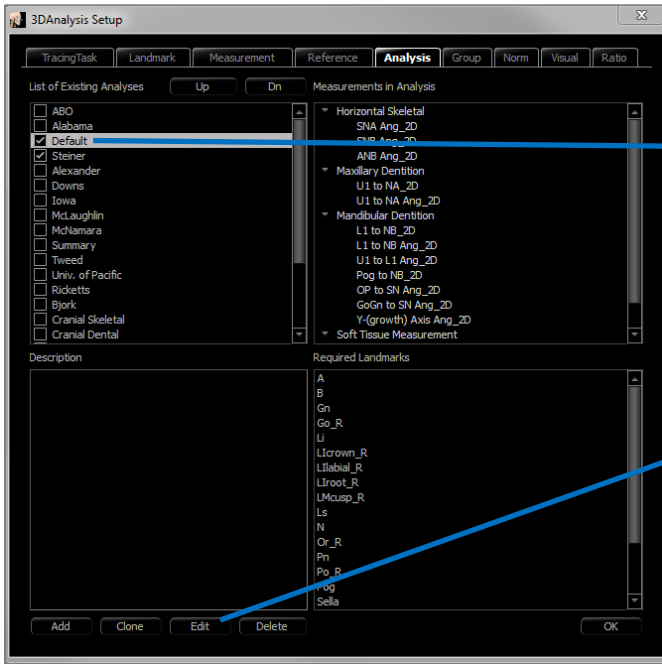 3DAnalysis Setup
TracingTask Landmark Measurement Reference Analysis Group Norm Visual Ratio
List of Existing Analyses Up Dn Measurements in Analysis
ABO
Alabama
Default
Steiner
Alexander
Downs
Iowa
McLaughlin
McNamara
Summary
Tweed
Univ. of Pacific
Ricketts
Bjork
Cranial Skeletal
Cranial Dental
Horizontal Skeletal
SNA Ang_2D
SNB Ang_2D
ANB Ang_2D
Maxillary Dentition
U1 to NA_2D
U1 to NA Ang_2D
Mandibular Dentition
L1 to NB_2D
L1 to NB Ang_2D
U1 to L1 Ang_2D
Pog to NB_2D
OP to SN Ang_2D
GoGn to SN Ang_2D
Y-(growth) Axis Ang_2D
Soft Tissue Measurement
Description
Required Landmarks
A
B
Gn
Go_R
Li
LIcrown_R
LIlabial_R
LIroot_R
LMcusp_R
Ls
N
Or_R
Pn
Po_R
Pog
Sella
Add Clone Edit Delete OK